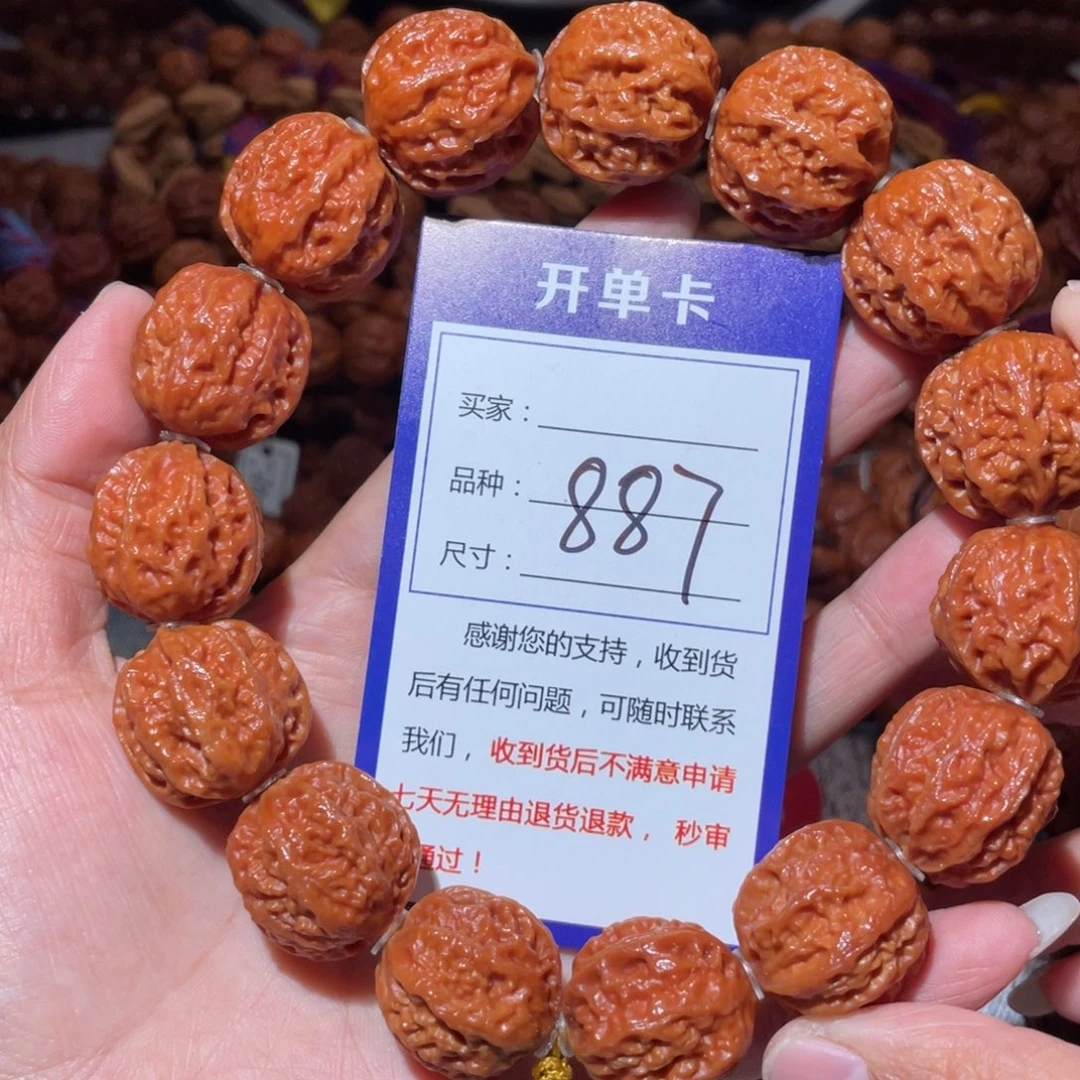 开单卡
买家：
品种：
887
尺寸：
感谢您的支持，收到货
后有任何问题，可随时联系
我们，收到货后不满意申请
七天无理由退货退款，秒审
通过！